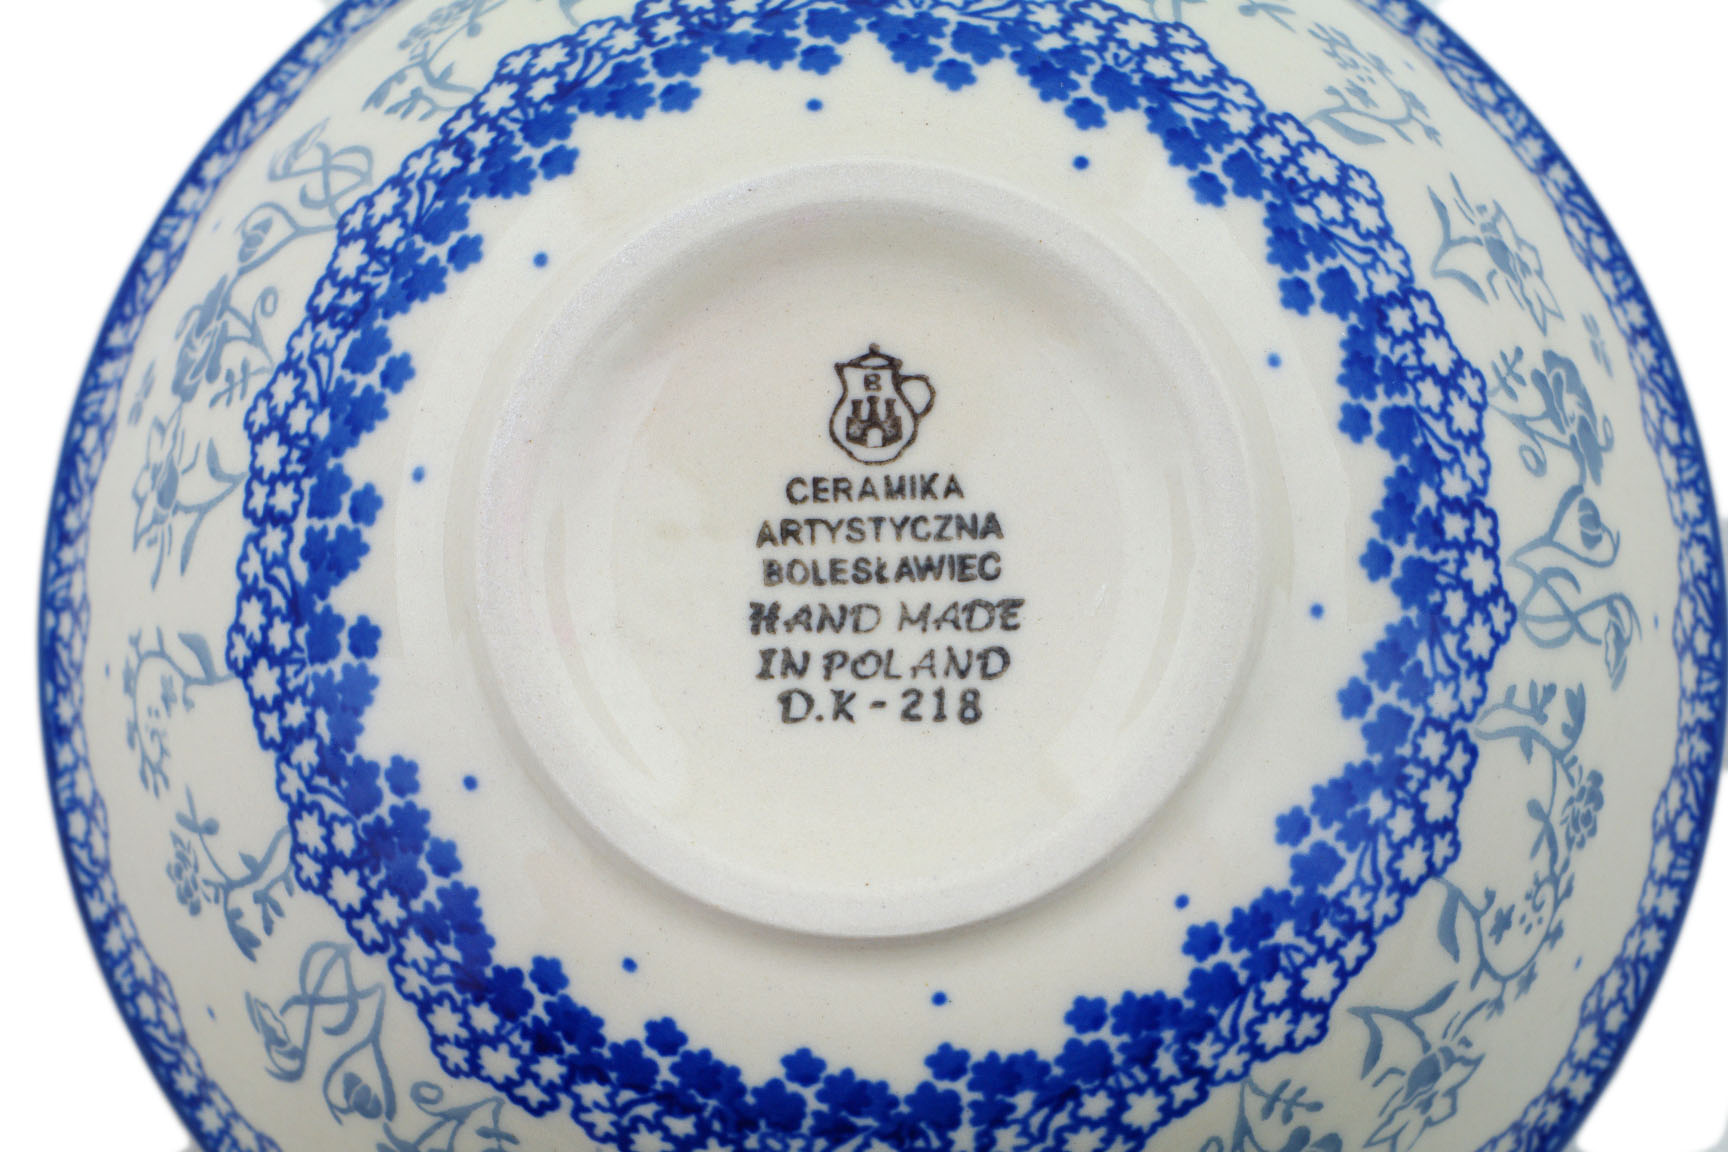 B
CERAMIKA
ARTYSTYCZNA
BOLESŁAWIEC
HAND MADE
IN POLAND
D.K - 218